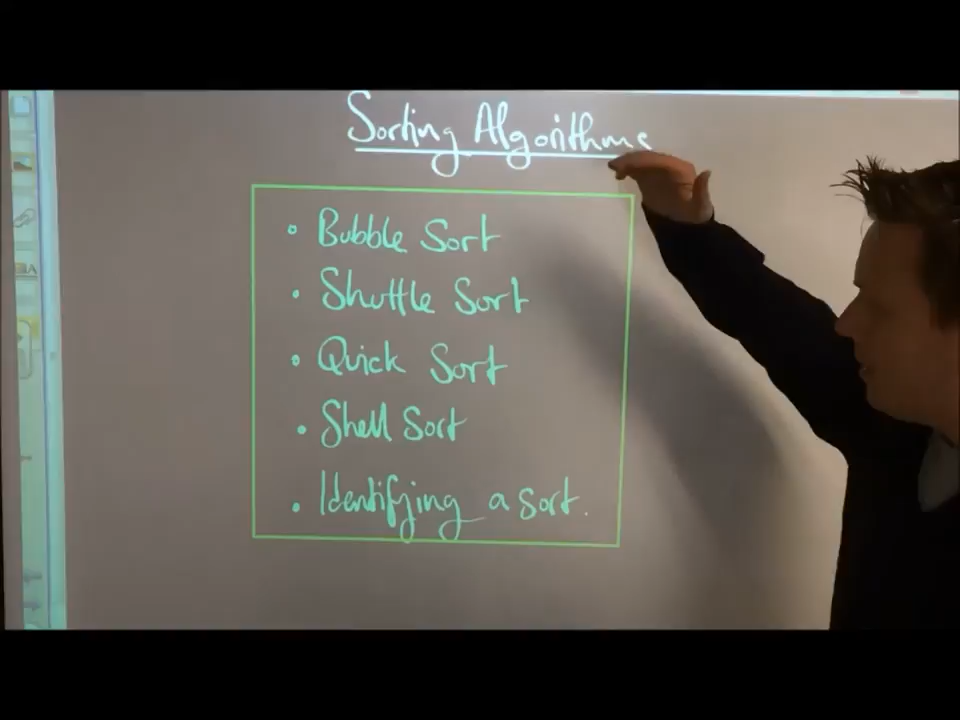 Sorting Algorithms
• Bubble Sort
• Shuttle Sort
• Quick Sort
• Shell Sort
• Identifying a sort.